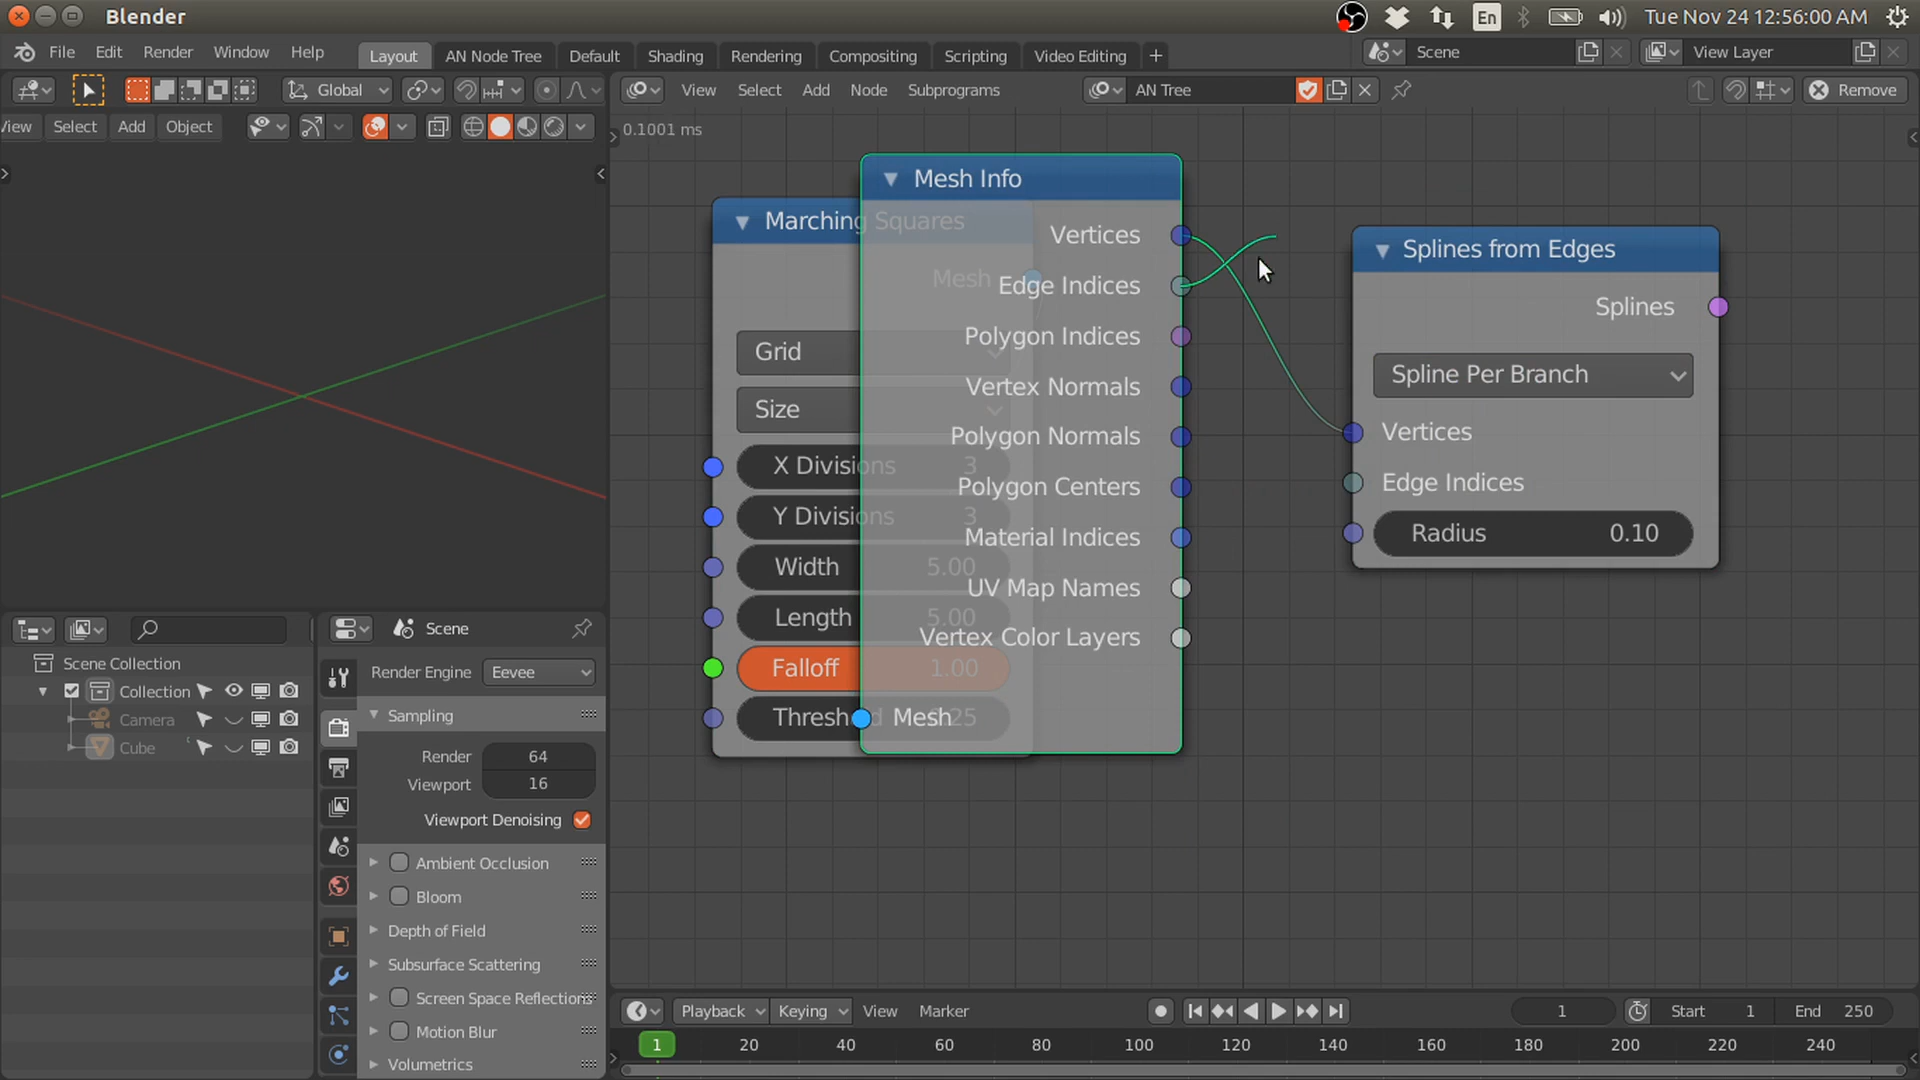 Blender
En
Tue Nov 24 12:56:00 AM
File Edit Render Window Help
Layout AN Node Tree Default Shading Rendering Compositing Scripting Video Editing +
Scene
View Layer
Global
View Select Add Node Subprograms
AN Tree
Remove
iew Select Add Object
0.1001 ms
Mesh Info
Vertices
Edge Indices
Polygon Indices
Vertex Normals
Polygon Normals
Polygon Centers
Material Indices
UV Map Names
Vertex Color Layers
Mesh
Marching Squares
Mesh
Grid
Size
X Divisions 3
Y Divisions 3
Width 5.00
Length 5.00
Falloff 1.00
Thresh 25
Splines from Edges
Splines
Spline Per Branch
Vertices
Edge Indices
Radius 0.10
Scene Collection
Collection
Camera
Cube
Scene
Render Engine Eevee
Sampling
Render 64
Viewport 16
Viewport Denoising
Ambient Occlusion
Bloom
Depth of Field
Subsurface Scattering
Screen Space Reflections
Motion Blur
Volumetrics
Playback Keying View Marker
1
Start 1
End 250
1 20 40 60 80 100 120 140 160 180 200 220 240